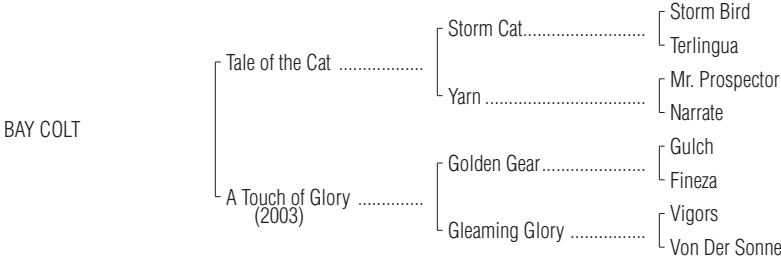 Storm Bird
Storm Cat..........................
Terlingua
Tale of the Cat ..................
Mr. Prospector
Yarn ..................................
Narrate
BAY COLT
Gulch
Golden Gear......................
Fineza
A Touch of Glory ..............
(2003)
Vigors
Gleaming Glory ................
Von Der Sonne